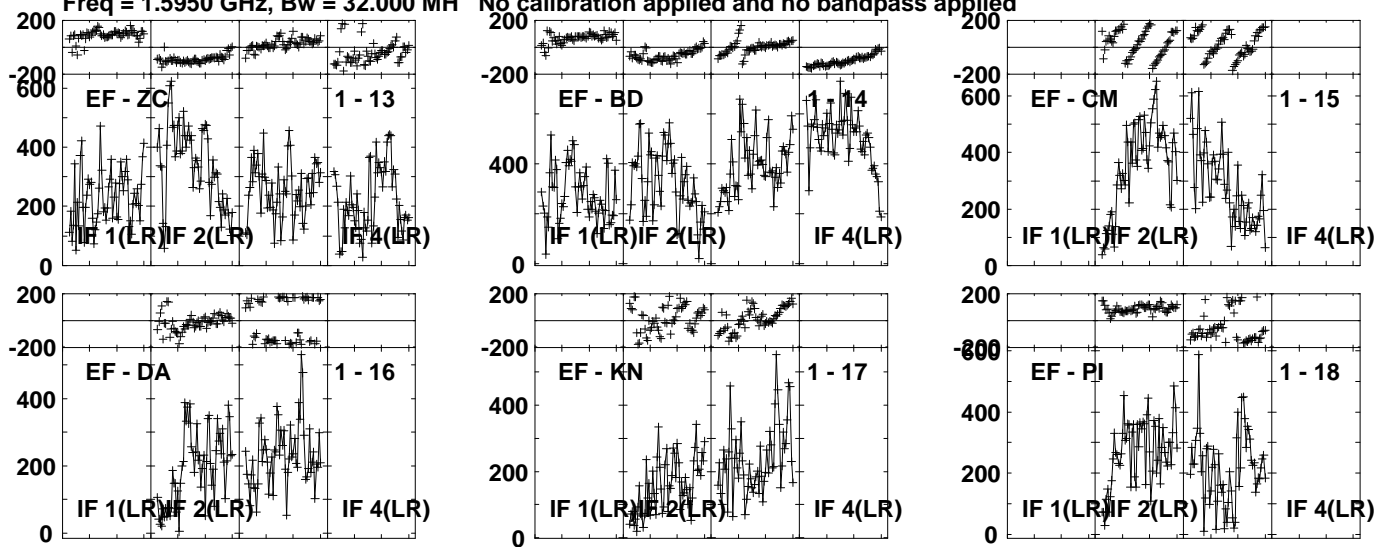 Freq = 1.5950 GHz, Bw = 32.000 MH No calibration applied and no bandpass applied
200
-200
600
400
200
0
EF - ZC
1 - 13
IF 1(LR)
IF 2(LR)
IF 4(LR)
200
-200
400
0
EF - BD
1 - 14
IF 1(LR)
IF 2(LR)
IF 4(LR)
200
-200
600
400
200
0
EF - CM
1 - 15
IF 1(LR)
IF 2(LR)
IF 4(LR)
200
-200
400
200
0
EF - DA
1 - 16
IF 1(LR)
IF 2(LR)
IF 4(LR)
200
-200
400
200
0
EF - KN
1 - 17
IF 1(LR)
IF 2(LR)
IF 4(LR)
200
-200
600
400
200
0
EF - PI
1 - 18
IF 1(LR)
IF 2(LR)
IF 4(LR)